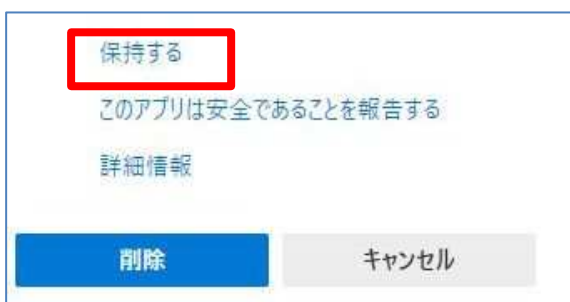 保持する
このアプリは安全であることを報告する
詳細情報
削除
キャンセル